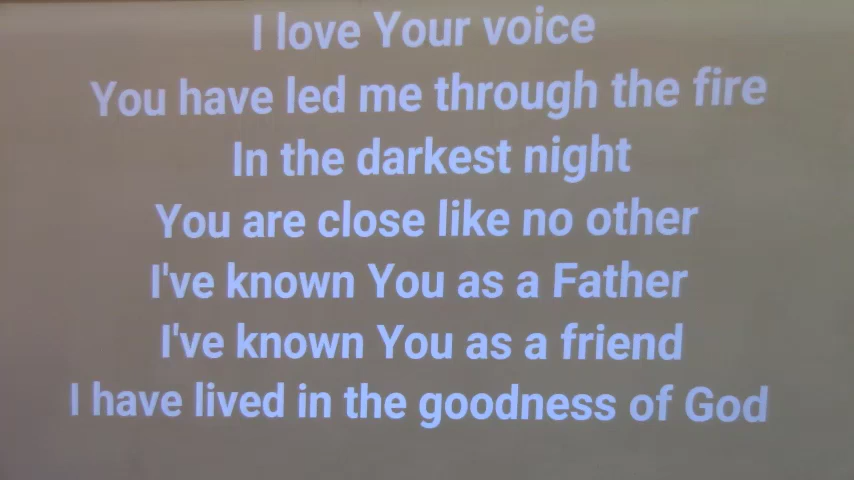 I love Your voice
You have led me through the fire
In the darkest night
You are close like no other
I've known You as a Father
I've known You as a friend
I have lived in the goodness of God